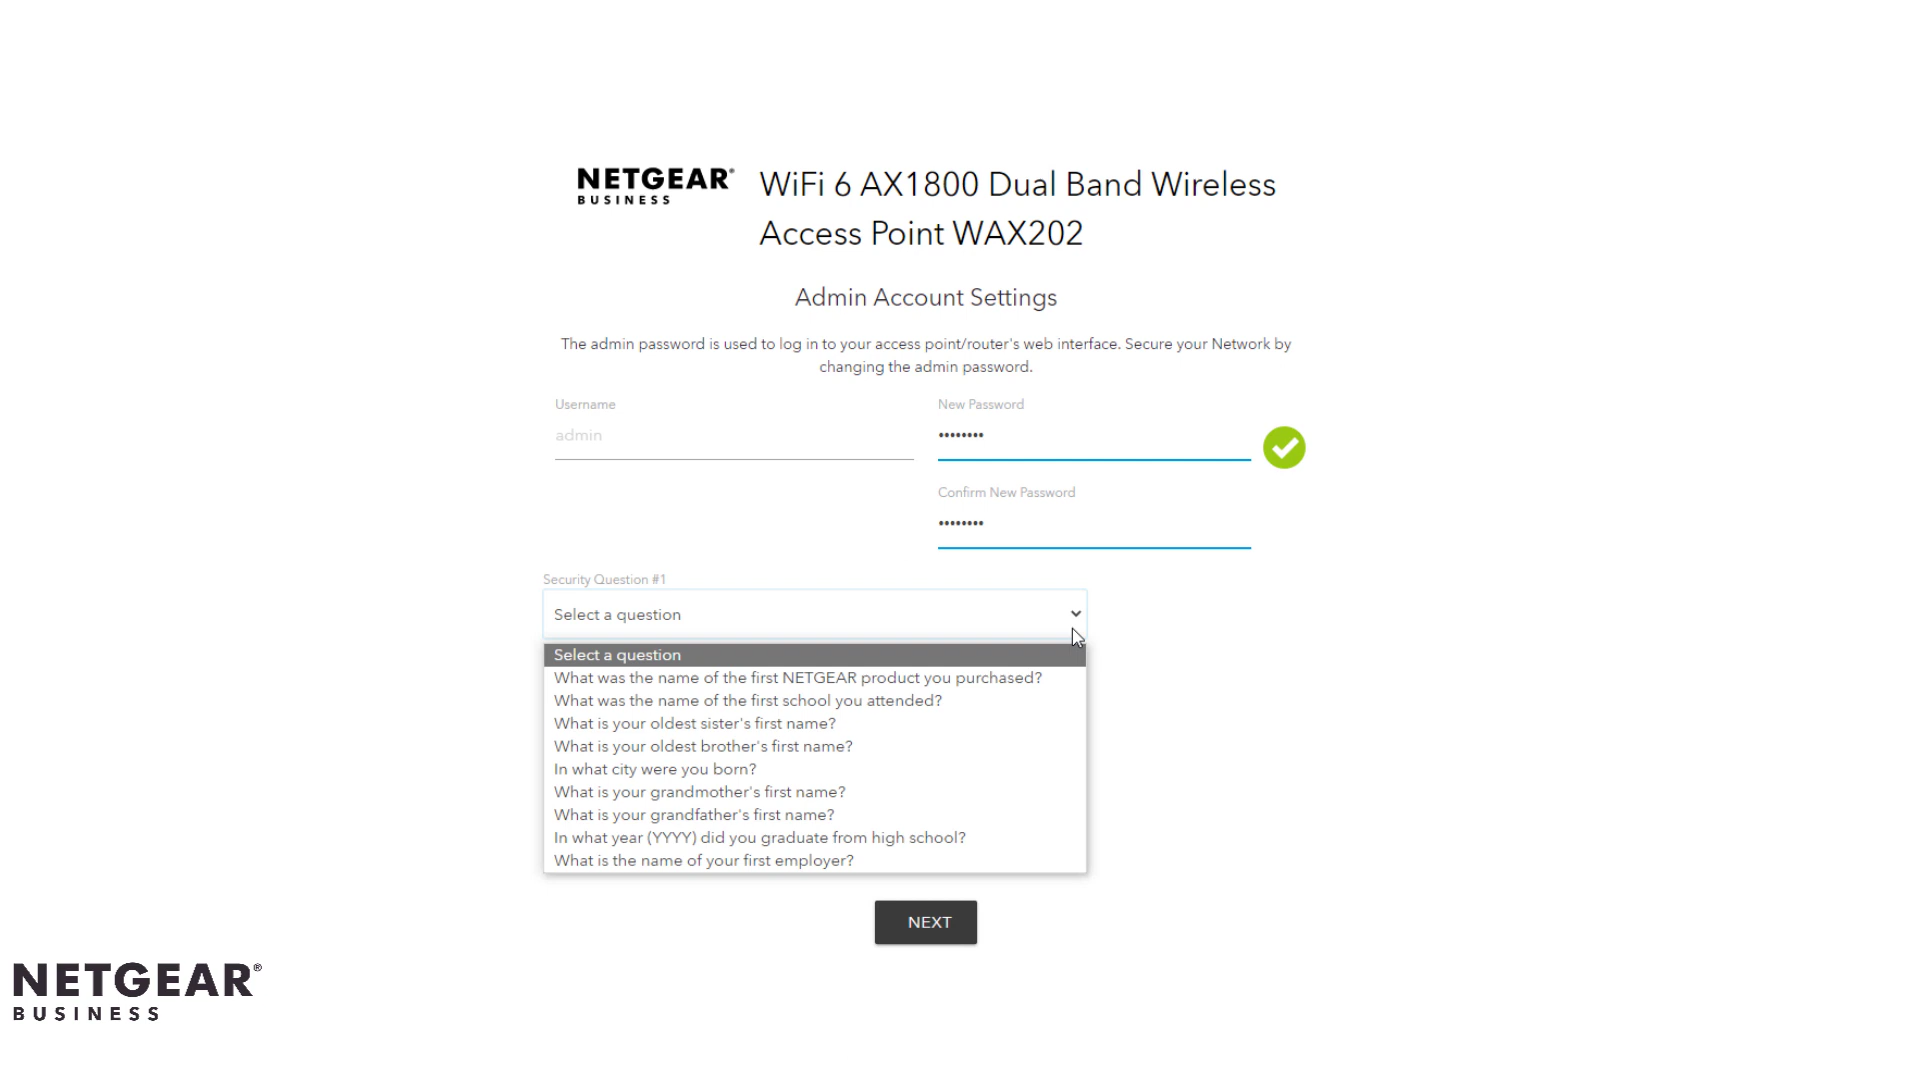 NETGEAR®
BUSINESS
WiFi 6 AX1800 Dual Band Wireless
Access Point WAX202
Admin Account Settings
The admin password is used to log in to your access point/router's web interface. Secure your Network by
changing the admin password.
Username
New Password
admin
••••••••
Confirm New Password
••••••••
Security Question #1
Select a question
Select a question
What was the name of the first NETGEAR product you purchased?
What was the name of the first school you attended?
What is your oldest sister's first name?
What is your oldest brother's first name?
In what city were you born?
What is your grandmother's first name?
What is your grandfather's first name?
In what year (YYYY) did you graduate from high school?
What is the name of your first employer?
NEXT
NETGEAR®
BUSINESS